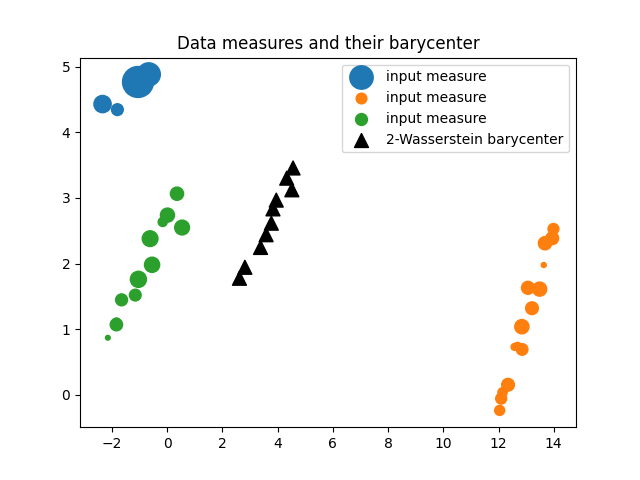 Data measures and their barycenter
input measure
input measure
input measure
2-Wasserstein barycenter
5
4
3
2
1
0
−2 0 2 4 6 8 10 12 14